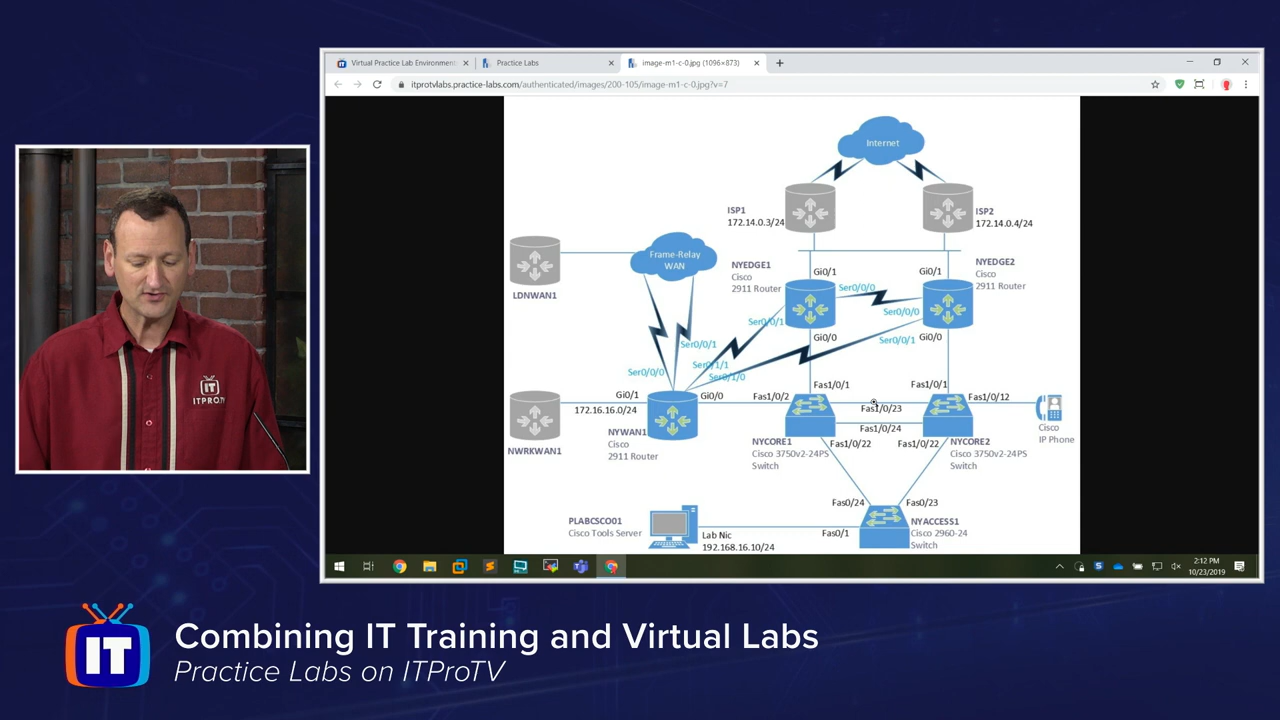 Virtual Practice Lab Environment
Practice Labs
image-m1-c-0.jpg (1096×873)
itprotvlabs.practice-labs.com/authenticated/images/200-105/image-m1-c-0.jpg?v=7
Internet
ISP1
172.14.0.3/24
ISP2
172.14.0.4/24
Frame-Relay
WAN
LDNWAN1
NYEDGE1
Cisco
2911 Router
Gi0/1
Gi0/1
NYEDGE2
Cisco
2911 Router
Ser0/0/0
Ser0/0/0
Ser0/0/1
Ser0/0/1
Gi0/0
Gi0/0
Ser0/0/1
Ser0/0/0
Ser0/1/1
Ser0/1/0
Gi0/1
172.16.16.0/24
Gi0/0
NWRKWAN1
NYWAN1
Cisco
2911 Router
Fas1/0/1
Fas1/0/1
Fas1/0/2
Fas1/0/23
Fas1/0/24
Fas1/0/12
Cisco
IP Phone
NYCORE1
Cisco 3750v2-24PS
Switch
Fas1/0/22
Fas1/0/22
NYCORE2
Cisco 3750v2-24PS
Switch
Fas0/24
Fas0/23
PLABCSCO01
Cisco Tools Server
Lab Nic
192.168.16.10/24
Fas0/1
NYACCESS1
Cisco 2960-24
Switch
2:12 PM
10/23/2019
IT
ITPRO.TV
IT
Combining IT Training and Virtual Labs
Practice Labs on ITProTV